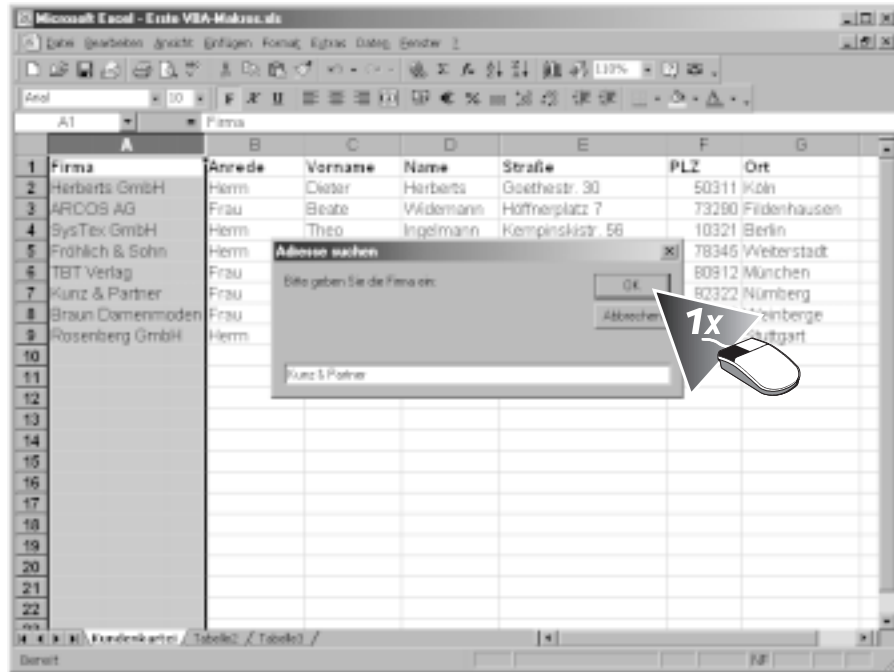 Microsoft Excel - Erste VBA-Makros.xls
Datei Bearbeiten Ansicht Einfügen Format Extras Daten Fenster ?
110%
Arial 10 F K U
A1 = Firma
A B C D E F G
1 Firma Anrede Vorname Name Straße PLZ Ort
2 Herberts GmbH Herrn Dieter Herberts Goethestr. 30 50311 Köln
3 ARCOS AG Frau Beate Widemann Höffnerplatz 7 73290 Fildenhausen
4 SysTex GmbH Herrn Theo Ingelmann Kempinskistr. 56 10321 Berlin
5 Fröhlich & Sohn Herrn 78345 Weiterstadt
6 TBT Verlag Frau 80912 München
7 Kunz & Partner Frau 92322 Nürnberg
8 Braun Damenmoden Frau Weinberge
9 Rosenberg GmbH Herrn Stuttgart
Adresse suchen
Bitte geben Sie die Firma ein:
OK
Abbrechen
1x
Kunz & Partner
10
11
12
13
14
15
16
17
18
19
20
21
22
Kundenkartei Tabelle2 Tabelle3
Bereit NF